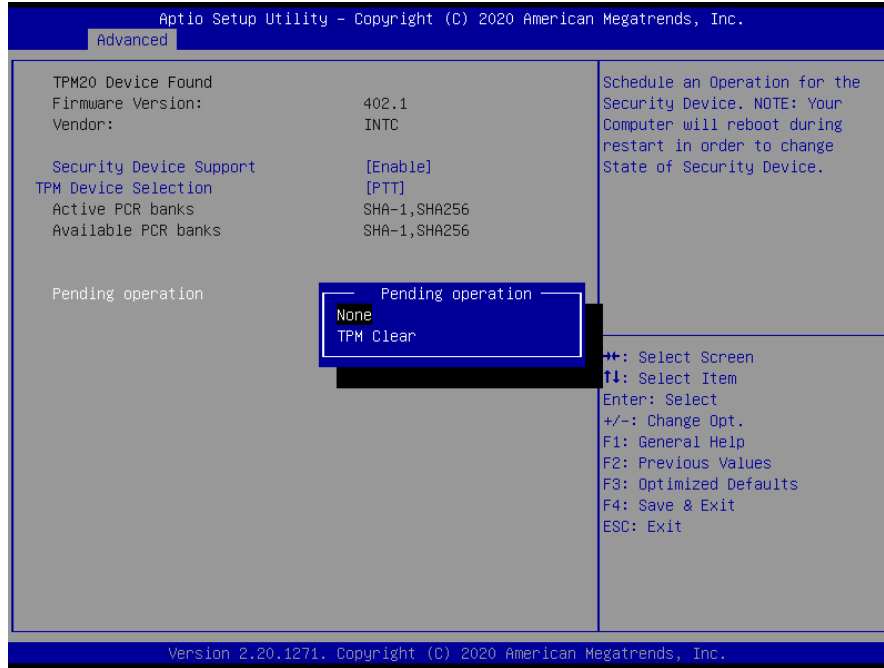 Aptio Setup Utility – Copyright (C) 2020 American Megatrends, Inc.
Advanced
TPM20 Device Found
Firmware Version: 402.1
Vendor: INTC
Security Device Support [Enable]
TPM Device Selection [PTT]
Active PCR banks SHA-1,SHA256
Available PCR banks SHA-1,SHA256
Pending operation
Pending operation
None
TPM Clear
Schedule an Operation for the
Security Device. NOTE: Your
Computer will reboot during
restart in order to change
State of Security Device.
→←: Select Screen
↑↓: Select Item
Enter: Select
+/-: Change Opt.
F1: General Help
F2: Previous Values
F3: Optimized Defaults
F4: Save & Exit
ESC: Exit
Version 2.20.1271. Copyright (C) 2020 American Megatrends, Inc.